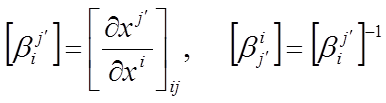 [β_i^{j′}] = [∂x^{j′}/∂x^i]_{ij}, [β_{j′}^i] = [β_i^{j′}]^{-1}